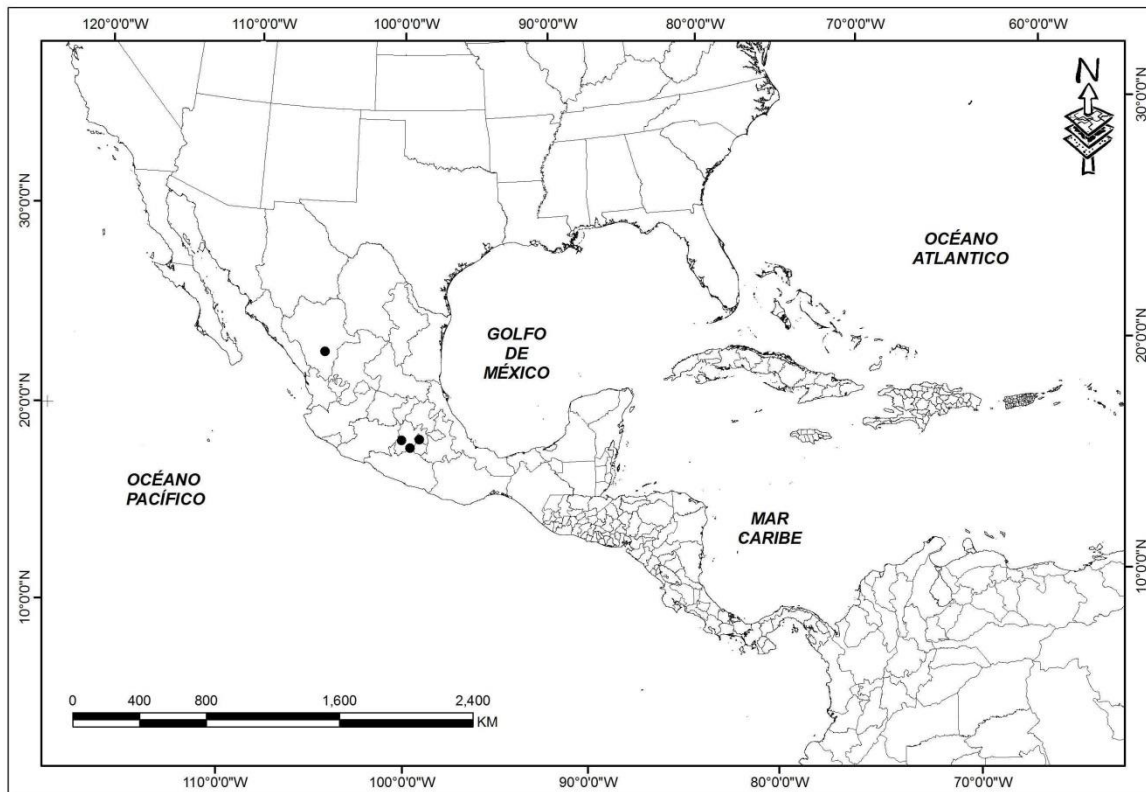 120°0'0"W 110°0'0"W 100°0'0"W 90°0'0"W 80°0'0"W 70°0'0"W 60°0'0"W
N
30°0'0"N
30°0'0"N
OCÉANO
ATLANTICO
GOLFO
DE
MÉXICO
20°0'0"N
20°0'0"N
OCÉANO
PACÍFICO
MAR
CARIBE
10°0'0"N
10°0'0"N
0 400 800 1,600 2,400
KM
110°0'0"W 100°0'0"W 90°0'0"W 80°0'0"W 70°0'0"W